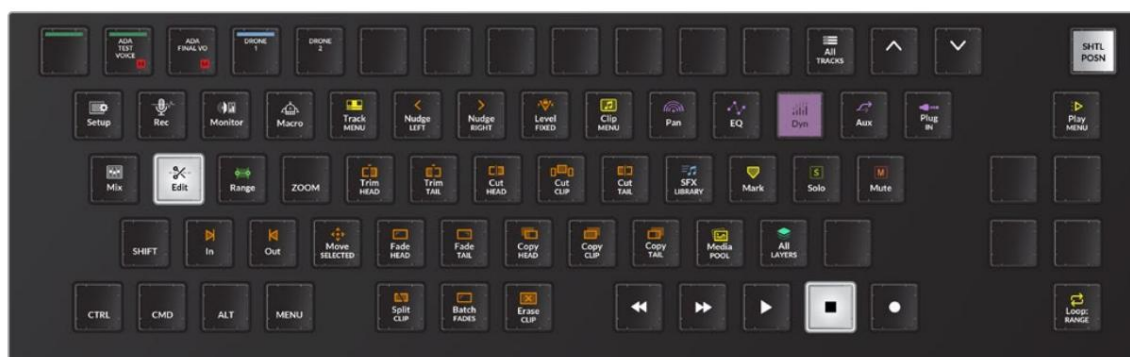 ADA
TEST
VOICE
M
ADA
FINAL VO
M
DRONE
1
DRONE
2
All
TRACKS
SHTL
POSN
Setup
Rec
Monitor
Macro
Track
MENU
Nudge
LEFT
Nudge
RIGHT
Level
FIXED
Clip
MENU
Pan
EQ
Dyn
Aux
Plug
IN
Play
MENU
Mix
Edit
Range
ZOOM
Trim
HEAD
Trim
TAIL
Cut
HEAD
Cut
CLIP
Cut
TAIL
SFX
LIBRARY
Mark
S
Solo
M
Mute
SHIFT
In
Out
Move
SELECTED
Fade
HEAD
Fade
TAIL
Copy
HEAD
Copy
CLIP
Copy
TAIL
Media
POOL
All
LAYERS
CTRL
CMD
ALT
MENU
Split
CLIP
Batch
FADES
Erase
CLIP
Loop:
RANGE